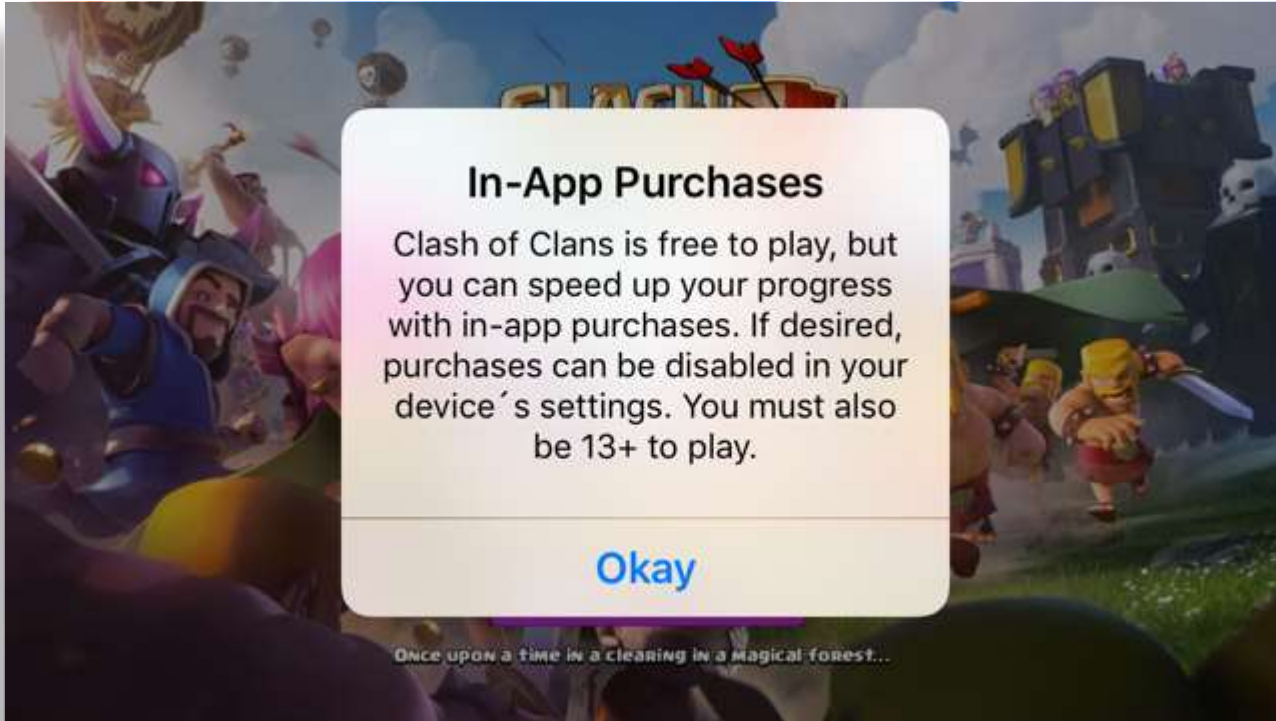 CLASH
In-App Purchases
Clash of Clans is free to play, but
you can speed up your progress
with in-app purchases. If desired,
purchases can be disabled in your
device´s settings. You must also
be 13+ to play.
Okay
Once upon a time in a clearing in a magical forest...